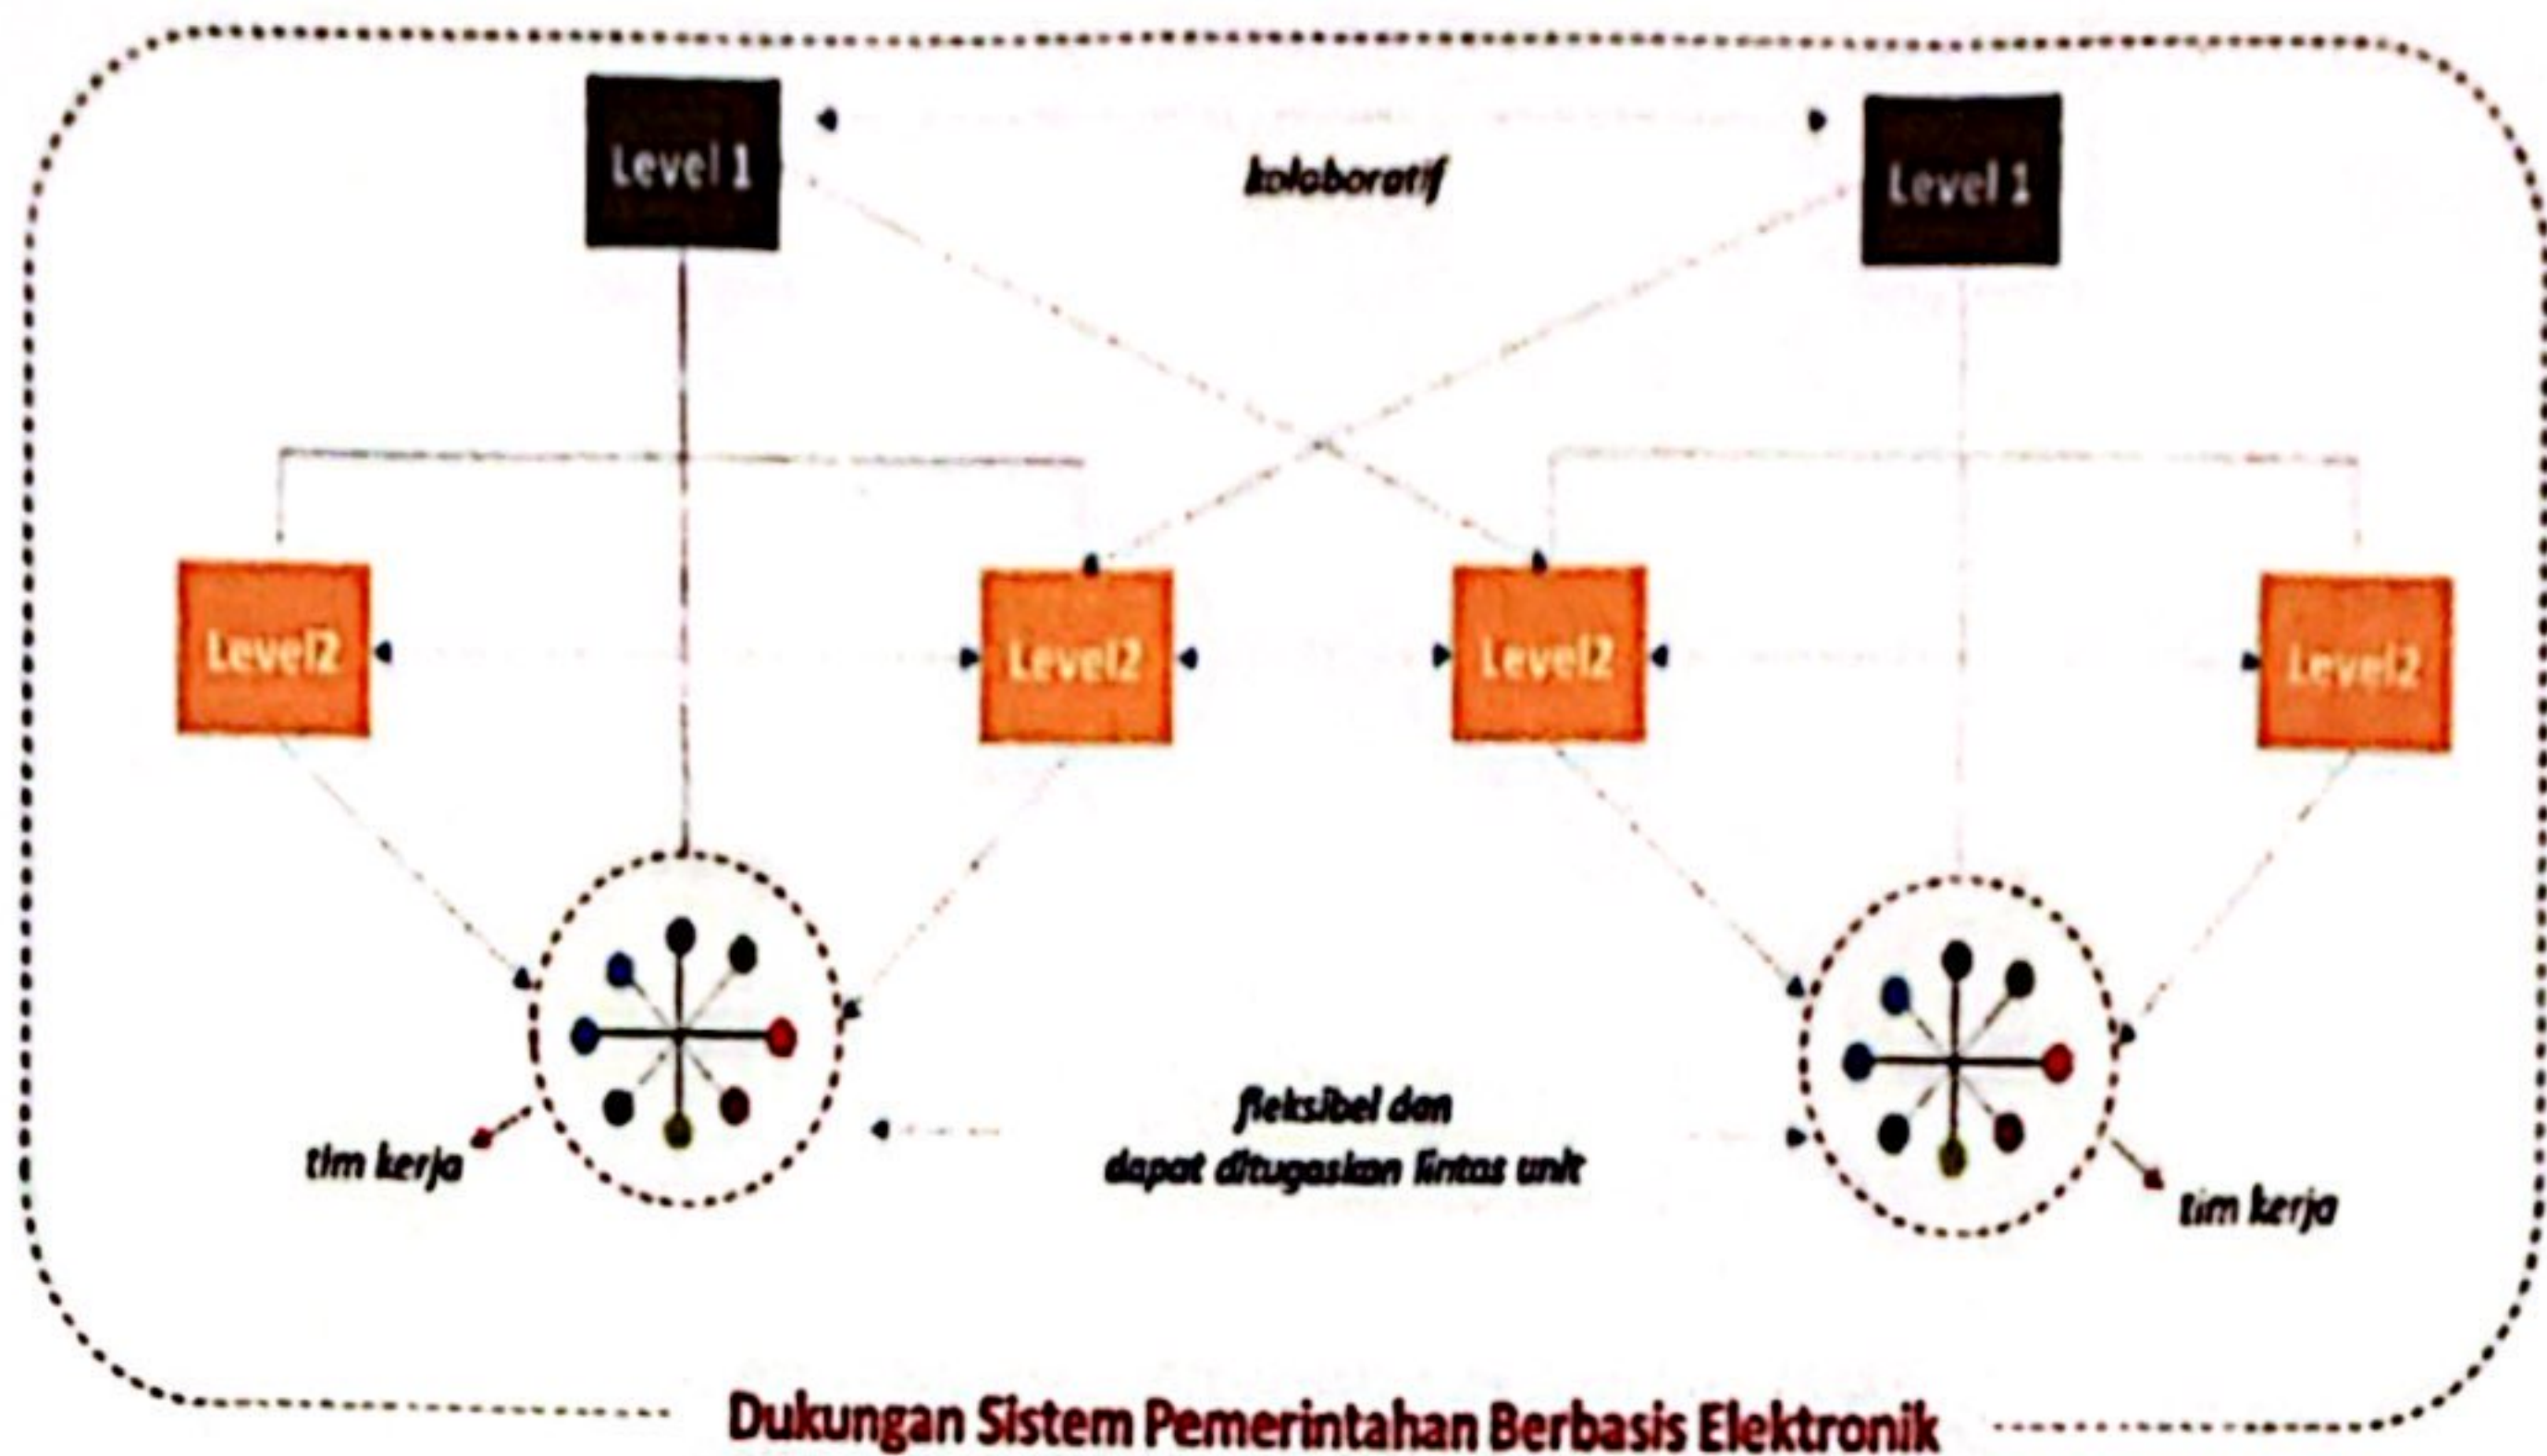 Level 1
kolaboratif
Level 1
Level2
Level2
Level2
Level2
fleksibel dan
dapat ditugaskan lintas unit
tim kerja
tim kerja
Dukungan Sistem Pemerintahan Berbasis Elektronik